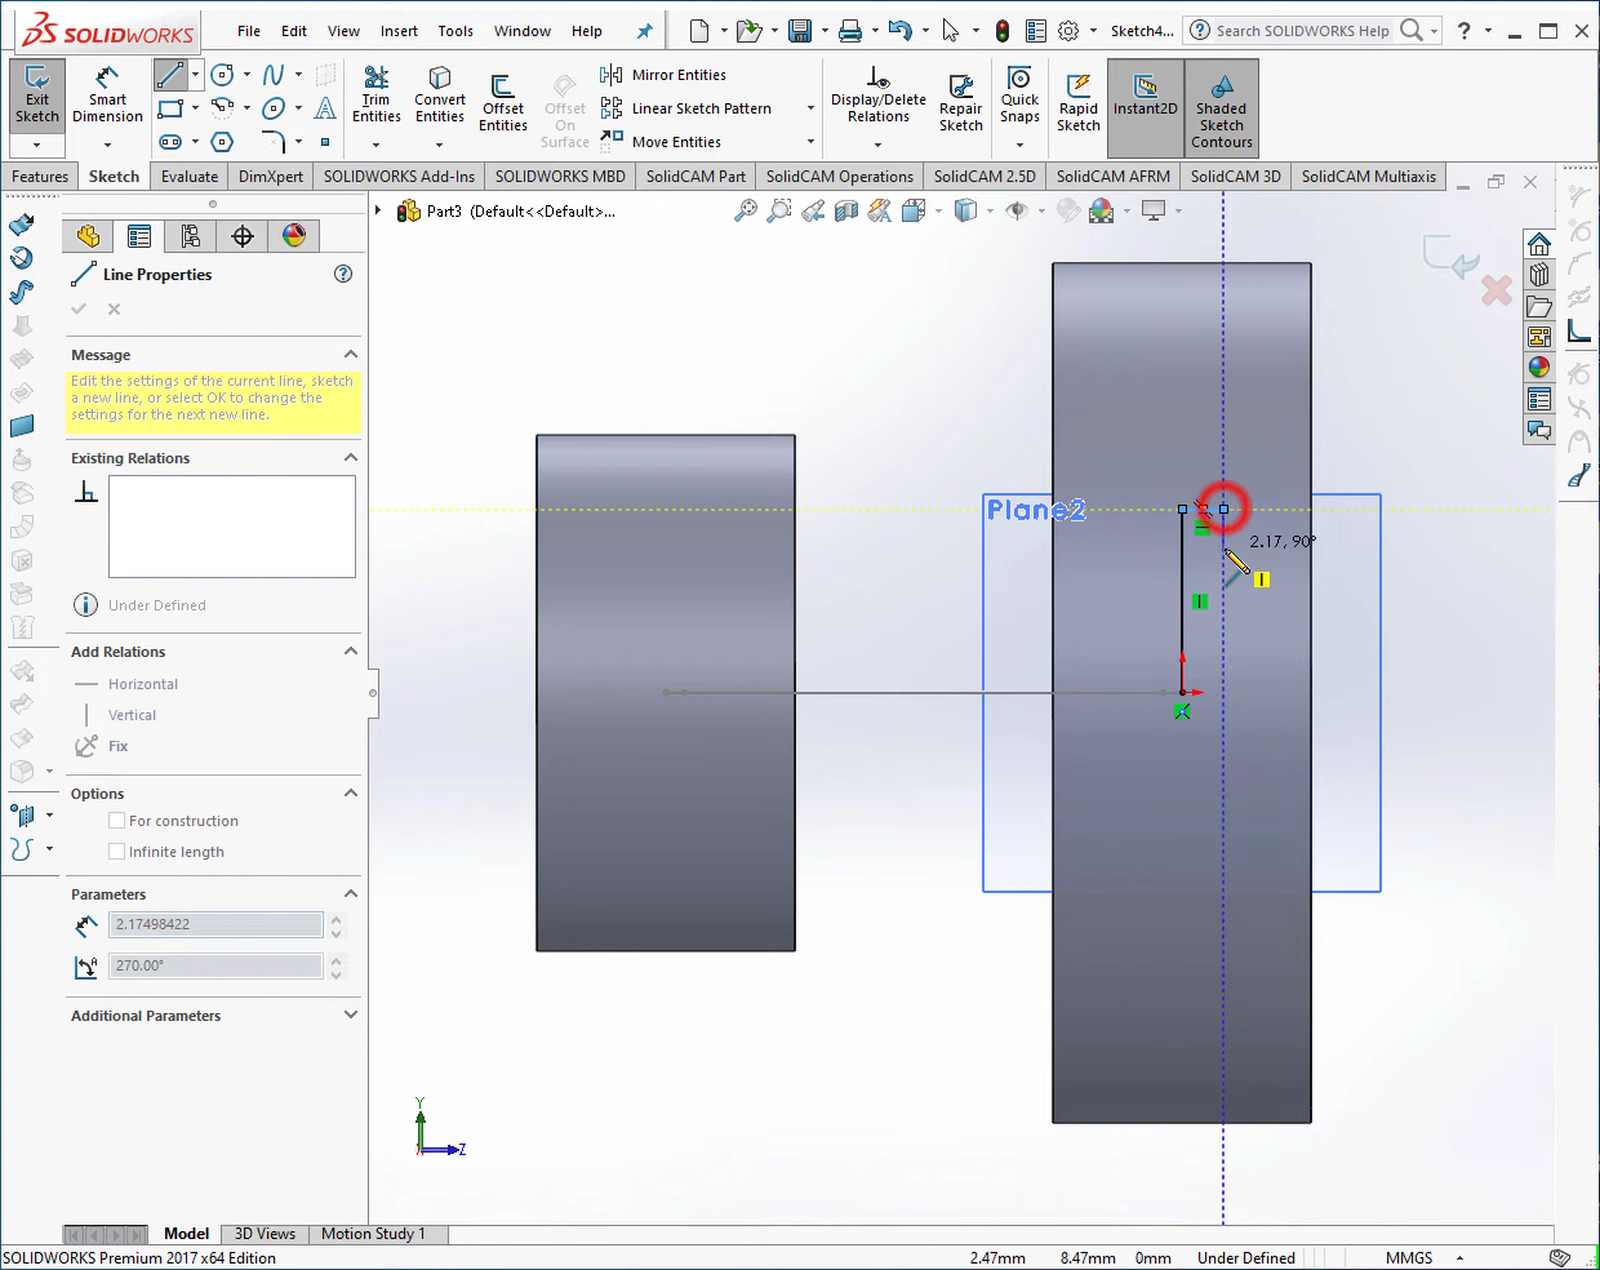 SOLIDWORKS
File Edit View Insert Tools Window Help
Sketch4...
Search SOLIDWORKS Help
Exit Sketch
Smart Dimension
Trim Entities
Convert Entities
Offset Entities
Offset On Surface
Mirror Entities
Linear Sketch Pattern
Move Entities
Display/Delete Relations
Repair Sketch
Quick Snaps
Rapid Sketch
Instant2D
Shaded Sketch Contours
Features Sketch Evaluate DimXpert SOLIDWORKS Add-Ins SOLIDWORKS MBD SolidCAM Part SolidCAM Operations SolidCAM 2.5D SolidCAM AFRM SolidCAM 3D SolidCAM Multiaxis
Part3 (Default<<Default>...
Line Properties
Message
Edit the settings of the current line, sketch
a new line, or select OK to change the
settings for the next new line.
Existing Relations
Under Defined
Add Relations
Horizontal
Vertical
Fix
Options
For construction
Infinite length
Parameters
2.17498422
270.00°
Additional Parameters
Plane2
2.17, 90°
Y
Z
Model 3D Views Motion Study 1
SOLIDWORKS Premium 2017 x64 Edition
2.47mm 8.47mm 0mm Under Defined MMGS